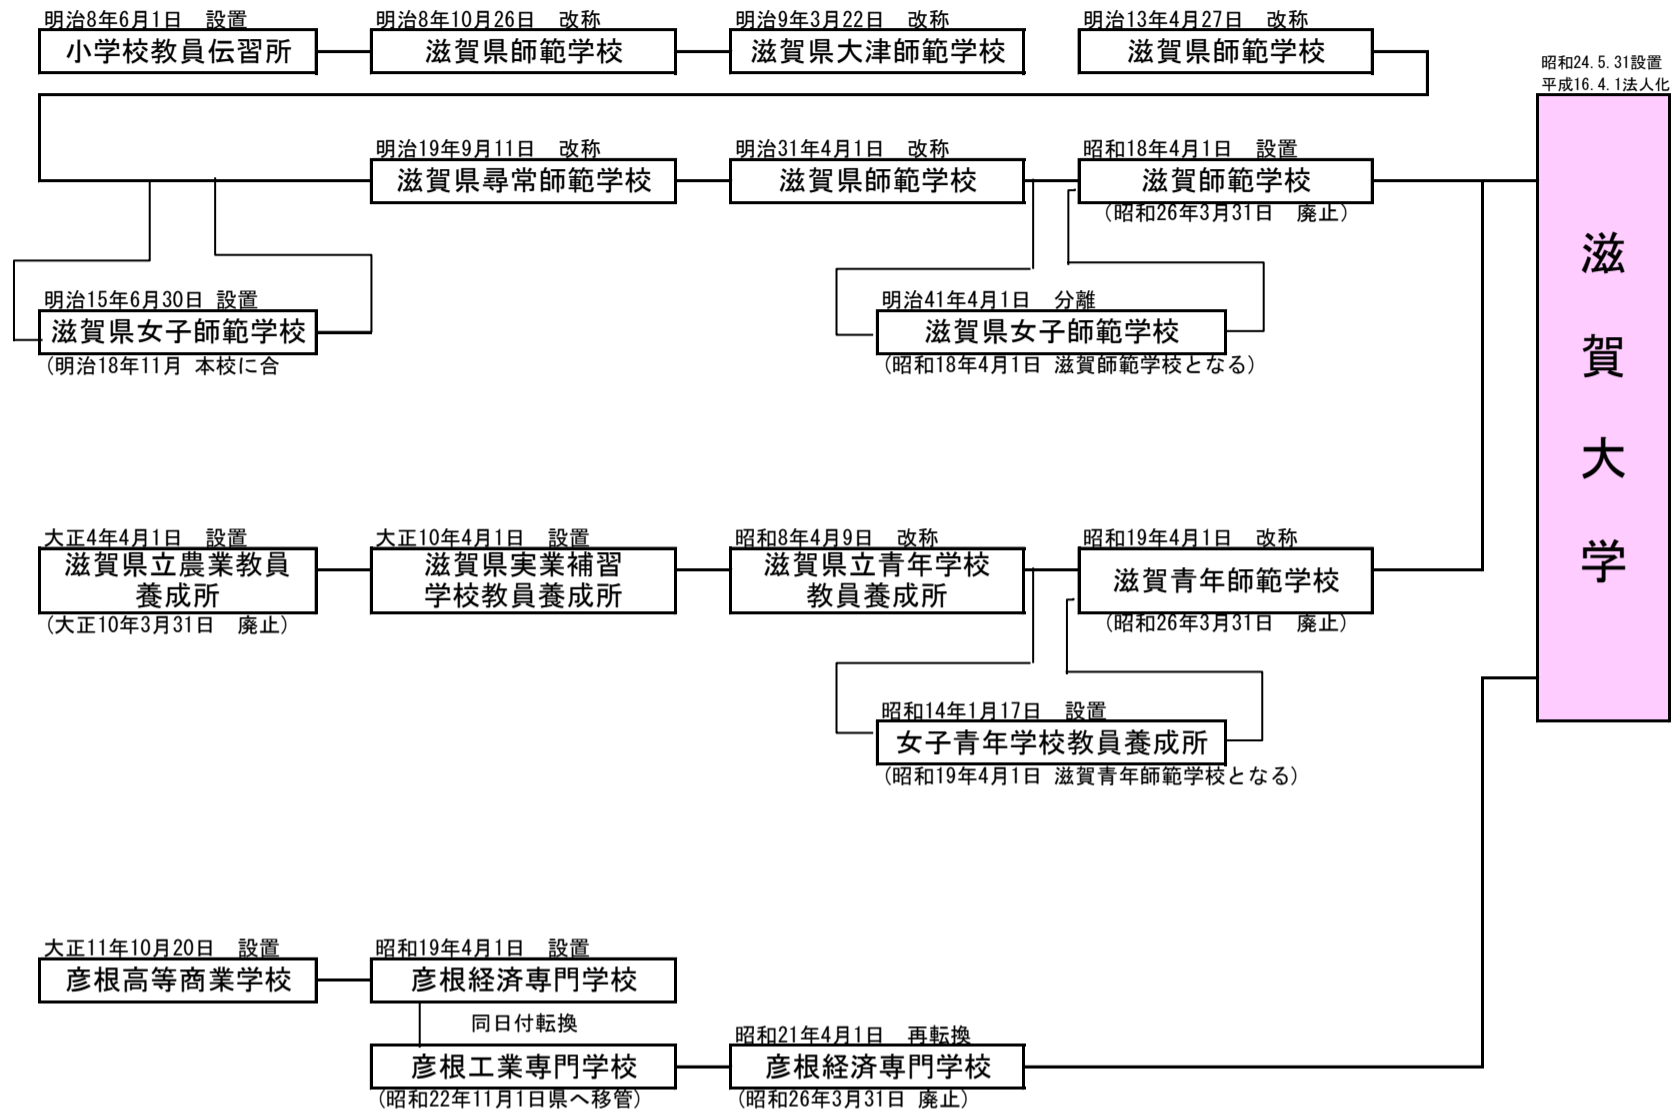 明治8年6月1日　設置
小学校教員伝習所
明治8年10月26日　改称
滋賀県師範学校
明治9年3月22日　改称
滋賀県大津師範学校
明治13年4月27日　改称
滋賀県師範学校
昭和24.5.31設置
平成16.4.1法人化
滋賀大学
明治19年9月11日　改称
滋賀県尋常師範学校
明治31年4月1日　改称
滋賀県師範学校
昭和18年4月1日　設置
滋賀師範学校
(昭和26年3月31日　廃止)
明治15年6月30日 設置
滋賀県女子師範学校
(明治18年11月 本校に合
明治41年4月1日　分離
滋賀県女子師範学校
(昭和18年4月1日 滋賀師範学校となる)
大正4年4月1日　設置
滋賀県立農業教員
養成所
(大正10年3月31日　廃止)
大正10年4月1日　設置
滋賀県実業補習
学校教員養成所
昭和8年4月9日　改称
滋賀県立青年学校
教員養成所
昭和19年4月1日　改称
滋賀青年師範学校
(昭和26年3月31日　廃止)
昭和14年1月17日　設置
女子青年学校教員養成所
(昭和19年4月1日 滋賀青年師範学校となる)
大正11年10月20日　設置
彦根高等商業学校
昭和19年4月1日　設置
彦根経済専門学校
同日付転換
彦根工業専門学校
(昭和22年11月1日県へ移管)
昭和21年4月1日　再転換
彦根経済専門学校
(昭和26年3月31日 廃止)